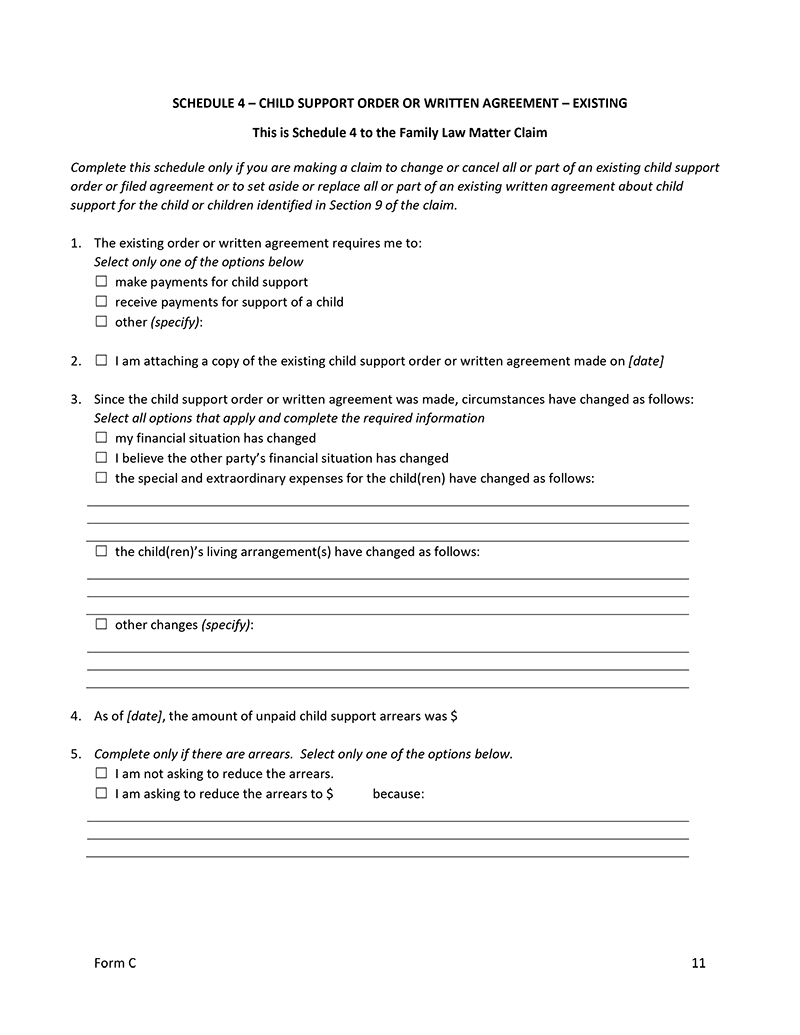 SCHEDULE 4 – CHILD SUPPORT ORDER OR WRITTEN AGREEMENT – EXISTING
This is Schedule 4 to the Family Law Matter Claim
Complete this schedule only if you are making a claim to change or cancel all or part of an existing child support
order or filed agreement or to set aside or replace all or part of an existing written agreement about child
support for the child or children identified in Section 9 of the claim.
1. The existing order or written agreement requires me to:
Select only one of the options below
☐ make payments for child support
☐ receive payments for support of a child
☐ other (specify):
2. ☐ I am attaching a copy of the existing child support order or written agreement made on [date]
3. Since the child support order or written agreement was made, circumstances have changed as follows:
Select all options that apply and complete the required information
☐ my financial situation has changed
☐ I believe the other party’s financial situation has changed
☐ the special and extraordinary expenses for the child(ren) have changed as follows:
☐ the child(ren)’s living arrangement(s) have changed as follows:
☐ other changes (specify):
4. As of [date], the amount of unpaid child support arrears was $
5. Complete only if there are arrears. Select only one of the options below.
☐ I am not asking to reduce the arrears.
☐ I am asking to reduce the arrears to $ because:
Form C 11